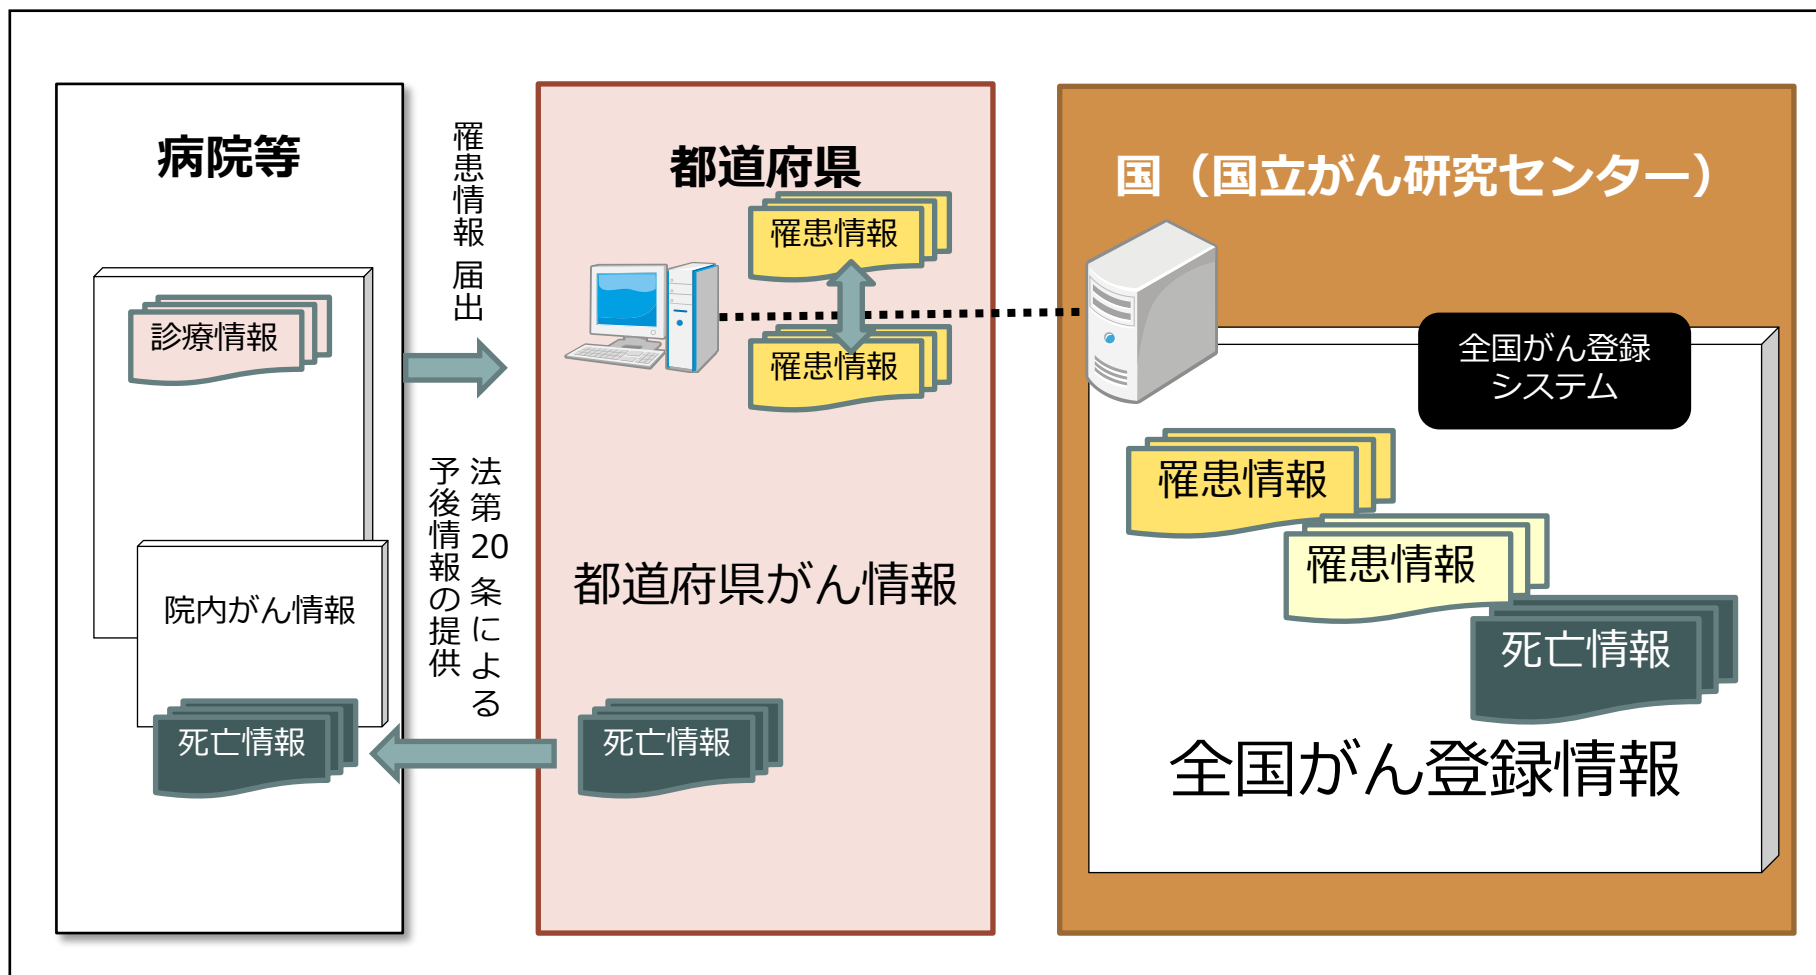 病院等
診療情報
院内がん情報
死亡情報
罹患情報 届出
法第20条による
予後情報の提供
都道府県
罹患情報
罹患情報
都道府県がん情報
死亡情報
国（国立がん研究センター）
全国がん登録
システム
罹患情報
罹患情報
死亡情報
全国がん登録情報